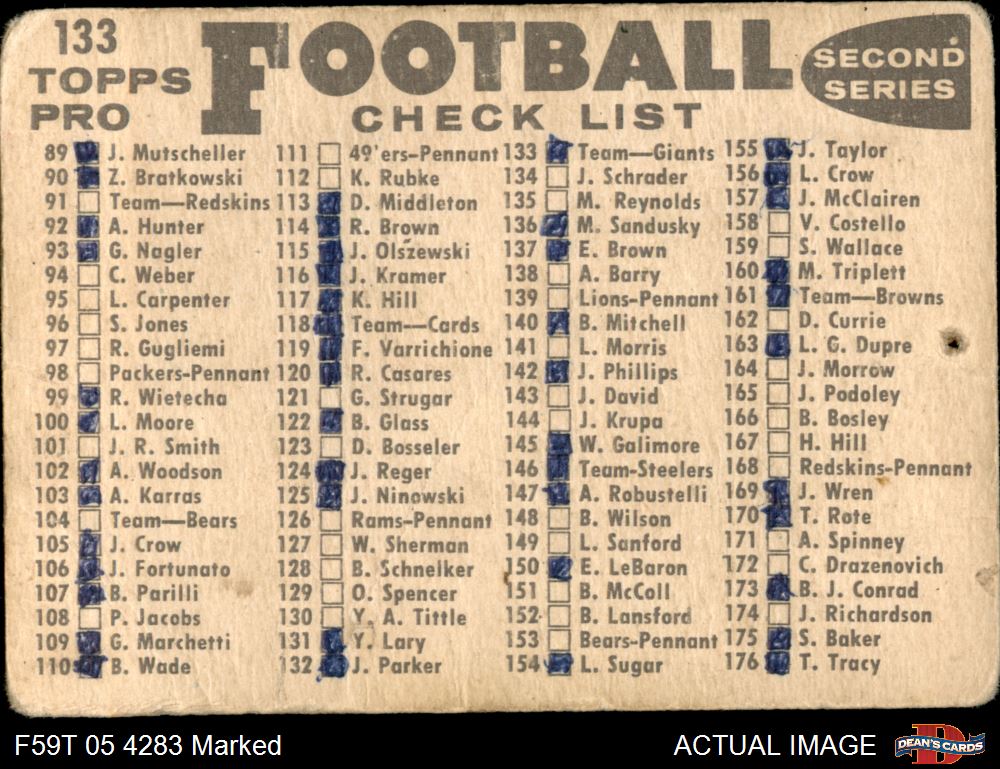 133
TOPPS
PRO
FOOTBALL
CHECK LIST
SECOND
SERIES
89 J. Mutscheller
90 Z. Bratkowski
91 Team—Redskins
92 A. Hunter
93 G. Nagler
94 C. Weber
95 L. Carpenter
96 S. Jones
97 R. Gugliemi
98 Packers-Pennant
99 R. Wietecha
100 L. Moore
101 J. R. Smith
102 A. Woodson
103 A. Karras
104 Team—Bears
105 J. Crow
106 J. Fortunato
107 B. Parilli
108 P. Jacobs
109 G. Marchetti
110 B. Wade
111 49'ers-Pennant
112 K. Rubke
113 D. Middleton
114 R. Brown
115 J. Olszewski
116 J. Kramer
117 K. Hill
118 Team—Cards
119 F. Varrichione
120 R. Casares
121 G. Strugar
122 B. Glass
123 D. Bosseler
124 J. Reger
125 J. Ninowski
126 Rams-Pennant
127 W. Sherman
128 B. Schnelker
129 O. Spencer
130 Y. A. Tittle
131 Y. Lary
132 J. Parker
133 Team—Giants
134 J. Schrader
135 M. Reynolds
136 M. Sandusky
137 E. Brown
138 A. Barry
139 Lions-Pennant
140 B. Mitchell
141 L. Morris
142 J. Phillips
143 J. David
144 J. Krupa
145 W. Galimore
146 Team-Steelers
147 A. Robustelli
148 B. Wilson
149 L. Sanford
150 E. LeBaron
151 B. McColl
152 B. Lansford
153 Bears-Pennant
154 L. Sugar
155 J. Taylor
156 L. Crow
157 J. McClairen
158 V. Costello
159 S. Wallace
160 M. Triplett
161 Team—Browns
162 D. Currie
163 L. G. Dupre
164 J. Morrow
165 J. Podoley
166 B. Bosley
167 H. Hill
168 Redskins-Pennant
169 J. Wren
170 T. Rote
171 A. Spinney
172 C. Drazenovich
173 B. J. Conrad
174 J. Richardson
175 S. Baker
176 T. Tracy
F59T 05 4283 Marked
ACTUAL IMAGE
DEAN'S CARDS